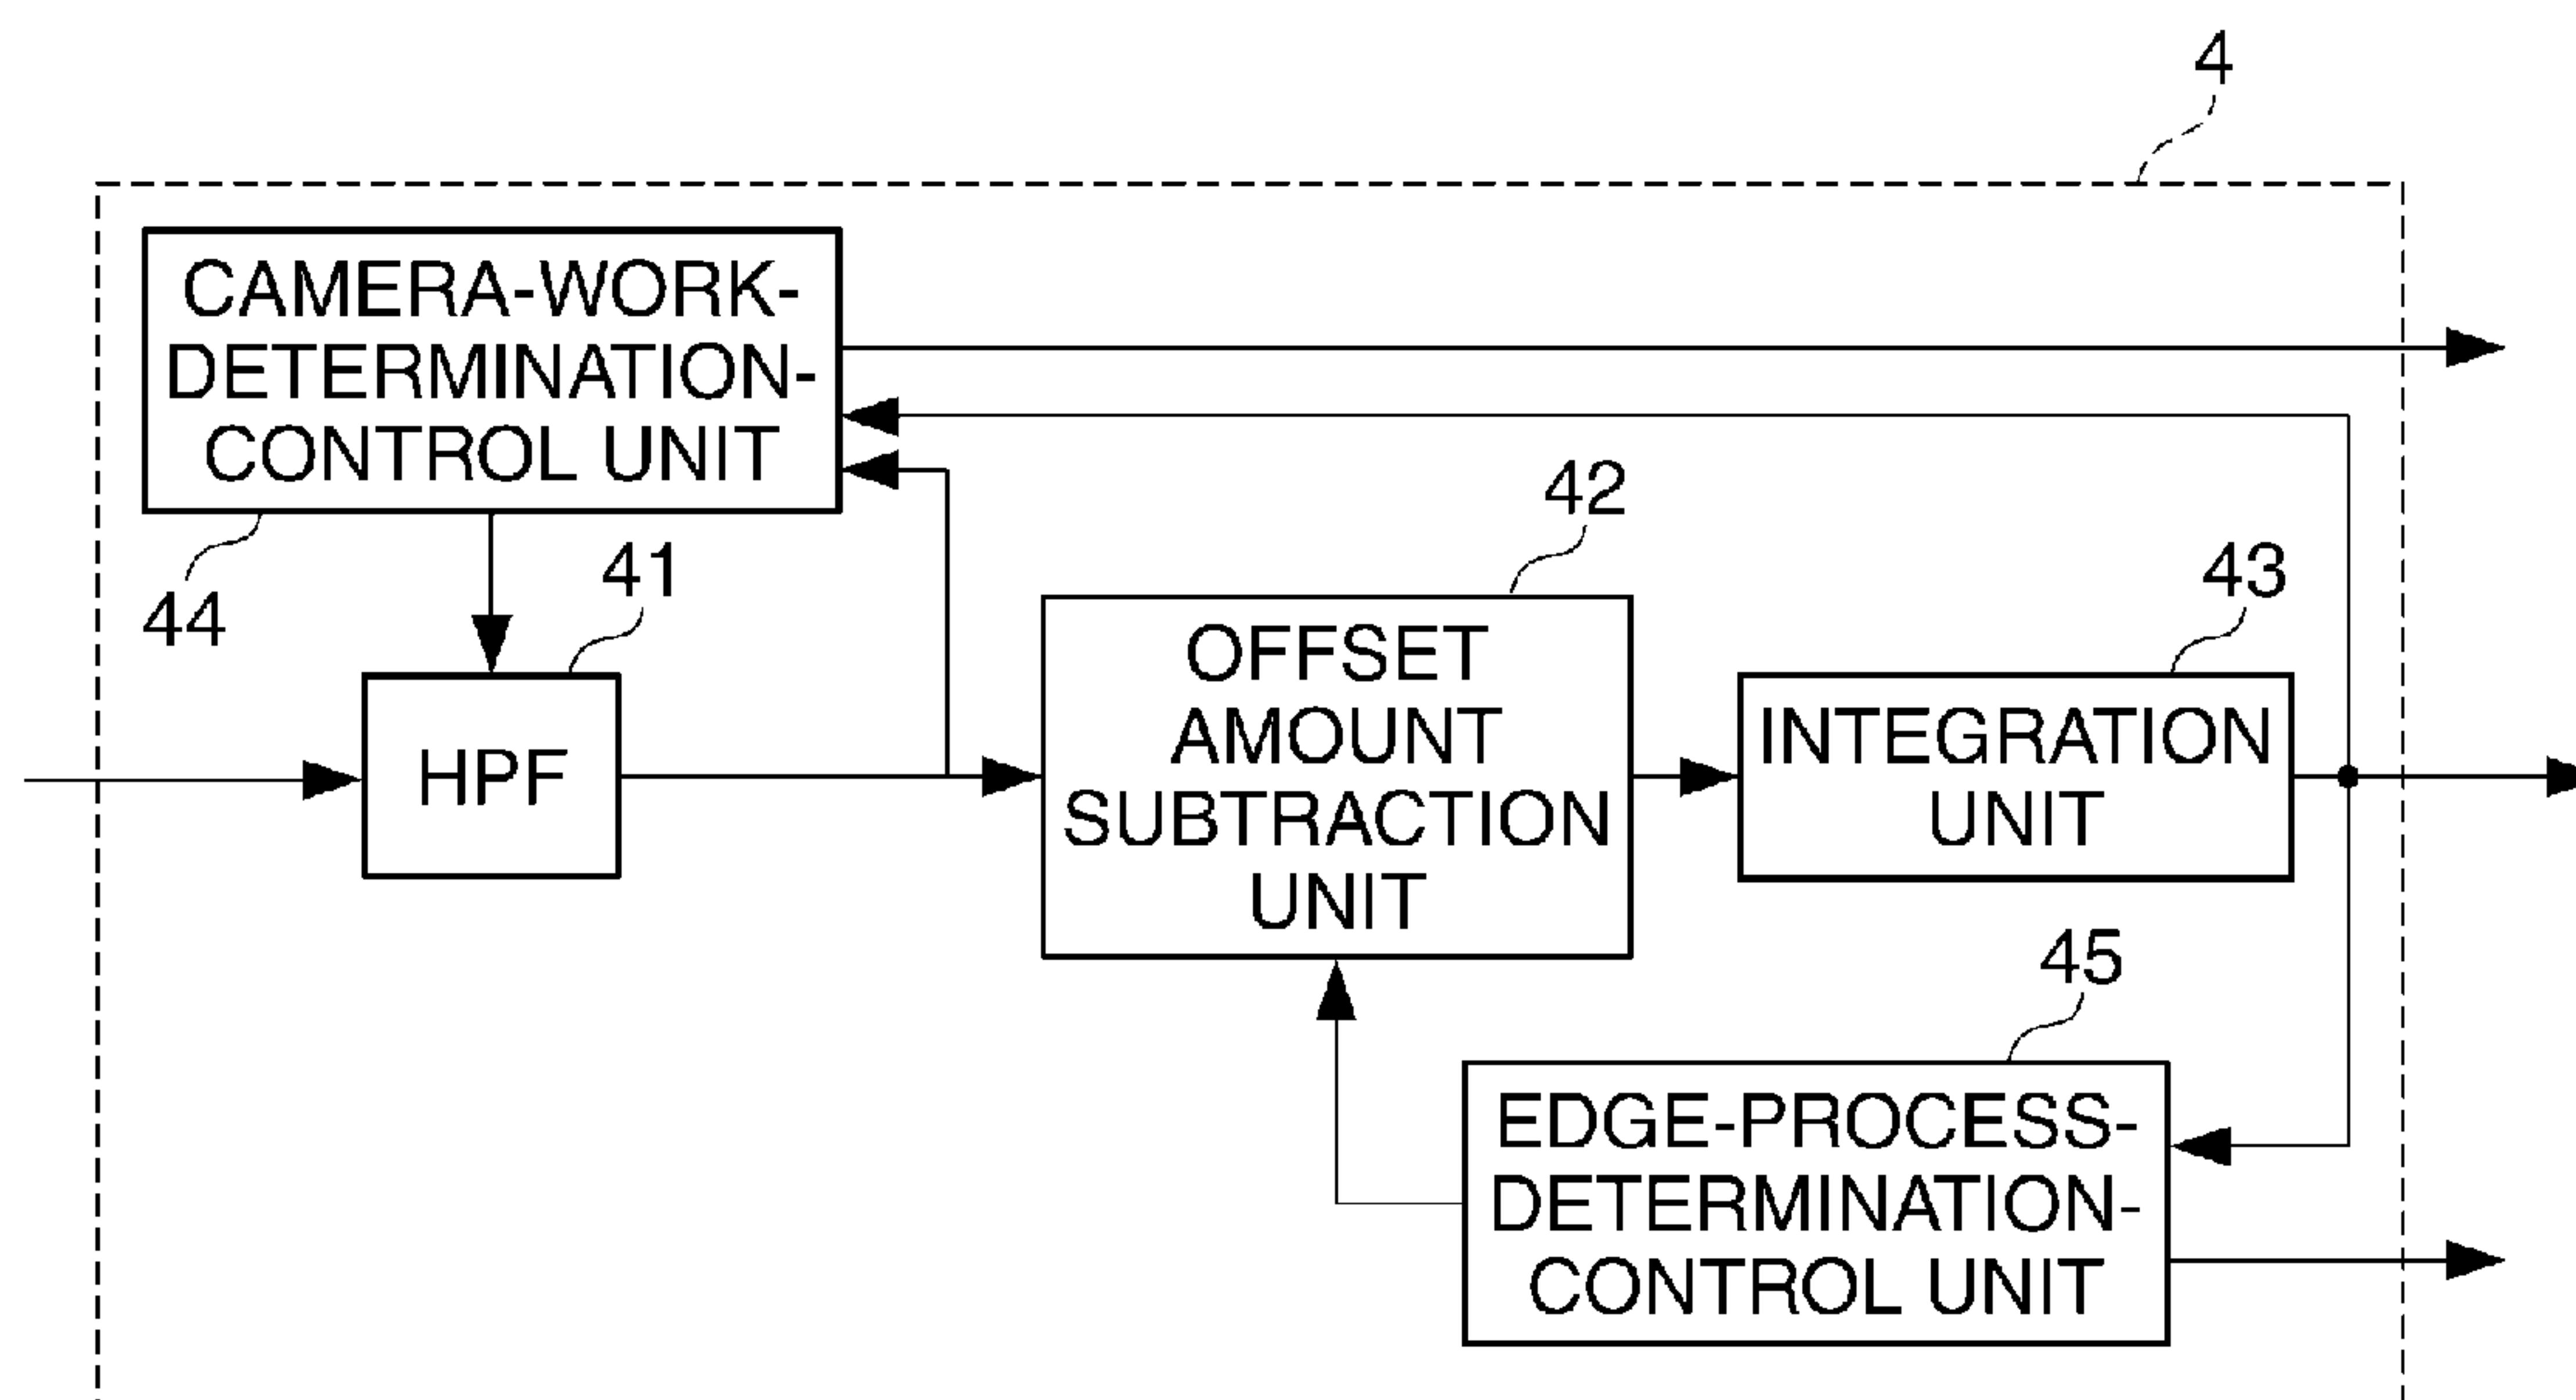 4
CAMERA-WORK-
DETERMINATION-
CONTROL UNIT
44
41
HPF
42
OFFSET
AMOUNT
SUBTRACTION
UNIT
43
INTEGRATION
UNIT
45
EDGE-PROCESS-
DETERMINATION-
CONTROL UNIT